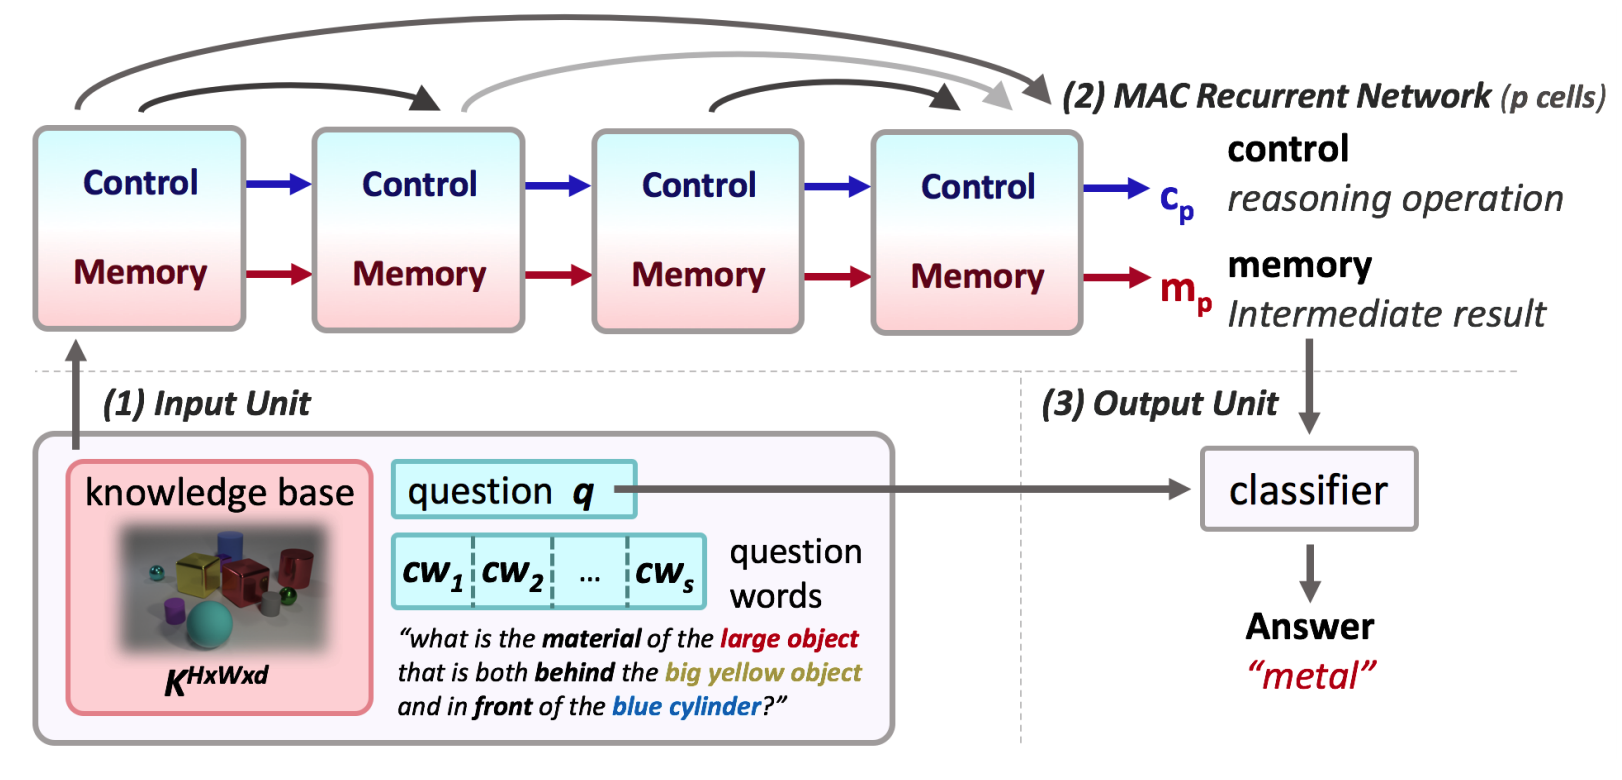 (2) MAC Recurrent Network (p cells)
Control
Memory
Control
Memory
Control
Memory
Control
Memory
cp
mp
control
reasoning operation
memory
Intermediate result
(1) Input Unit
knowledge base
K^HxWxd
question q
cw1 cw2 ... cws
question
words
“what is the material of the large object
that is both behind the big yellow object
and in front of the blue cylinder?”
(3) Output Unit
classifier
Answer
“metal”